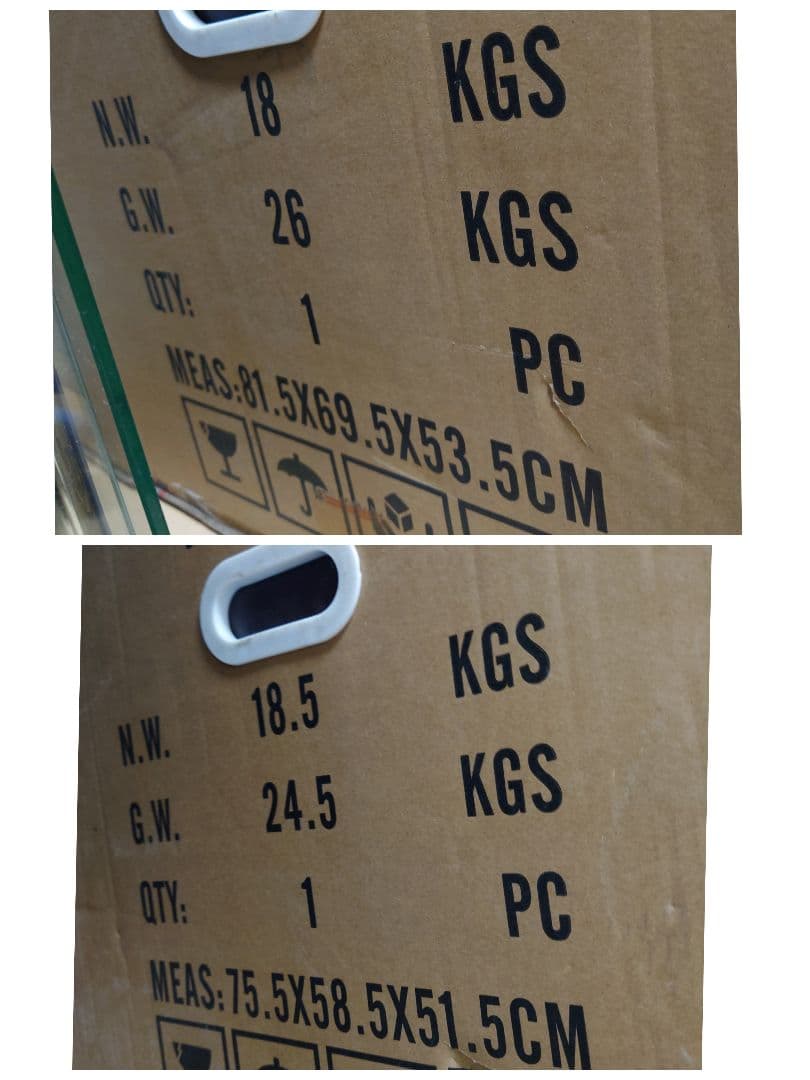 N.W. 18 KGS
G.W. 26 KGS
QTY: 1 PC
MEAS:81.5X69.5X53.5CM
N.W. 18.5 KGS
G.W. 24.5 KGS
QTY: 1 PC
MEAS:75.5X58.5X51.5CM